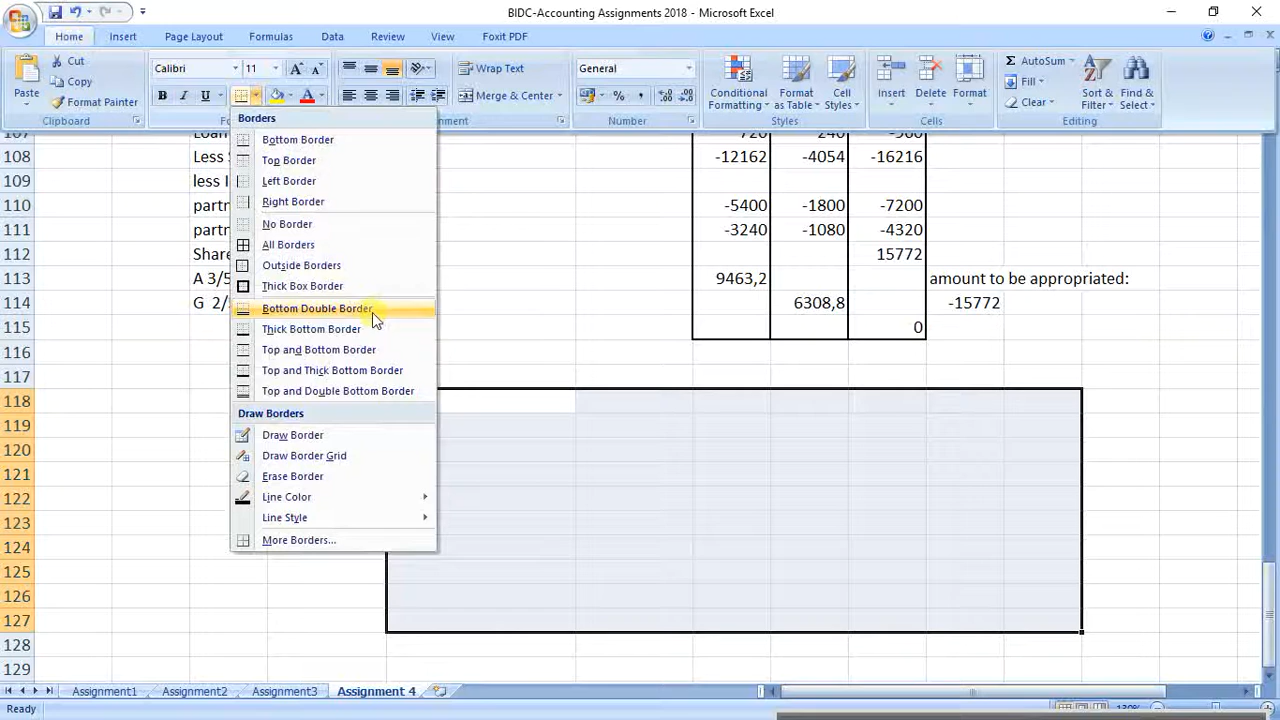 BIDC-Accounting Assignments 2018 - Microsoft Excel
Home Insert Page Layout Formulas Data Review View Foxit PDF
Paste Cut Copy Format Painter Clipboard
Calibri 11 B I U
Wrap Text Merge & Center
General % , Number
Conditional Formatting Format as Table Cell Styles Styles
Insert Delete Format Cells
AutoSum Fill Clear Sort & Filter Find & Select Editing
Borders
Bottom Border
Top Border
Left Border
Right Border
No Border
All Borders
Outside Borders
Thick Box Border
Bottom Double Border
Thick Bottom Border
Top and Bottom Border
Top and Thick Bottom Border
Top and Double Bottom Border
Draw Borders
Draw Border
Draw Border Grid
Erase Border
Line Color
Line Style
More Borders...
108 Less -12162 -4054 -16216
109 less
110 partn -5400 -1800 -7200
111 partn -3240 -1080 -4320
112 Share 15772
113 A 3/5 9463,2 amount to be appropriated:
114 G 2/ 6308,8 -15772
115 0
116
117
118
119
120
121
122
123
124
125
126
127
128
129
Assignment1 Assignment2 Assignment3 Assignment 4
Ready 130%